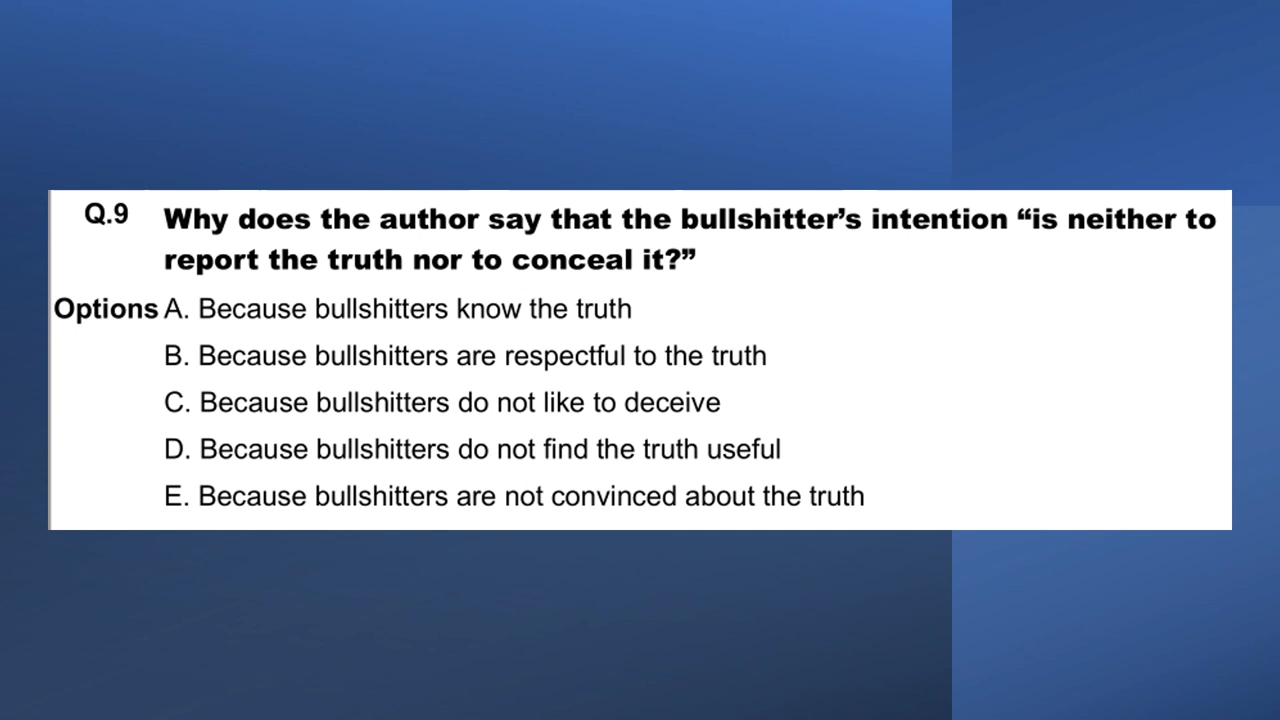 Q.9 Why does the author say that the bullshitter’s intention “is neither to
report the truth nor to conceal it?”
Options A. Because bullshitters know the truth
B. Because bullshitters are respectful to the truth
C. Because bullshitters do not like to deceive
D. Because bullshitters do not find the truth useful
E. Because bullshitters are not convinced about the truth